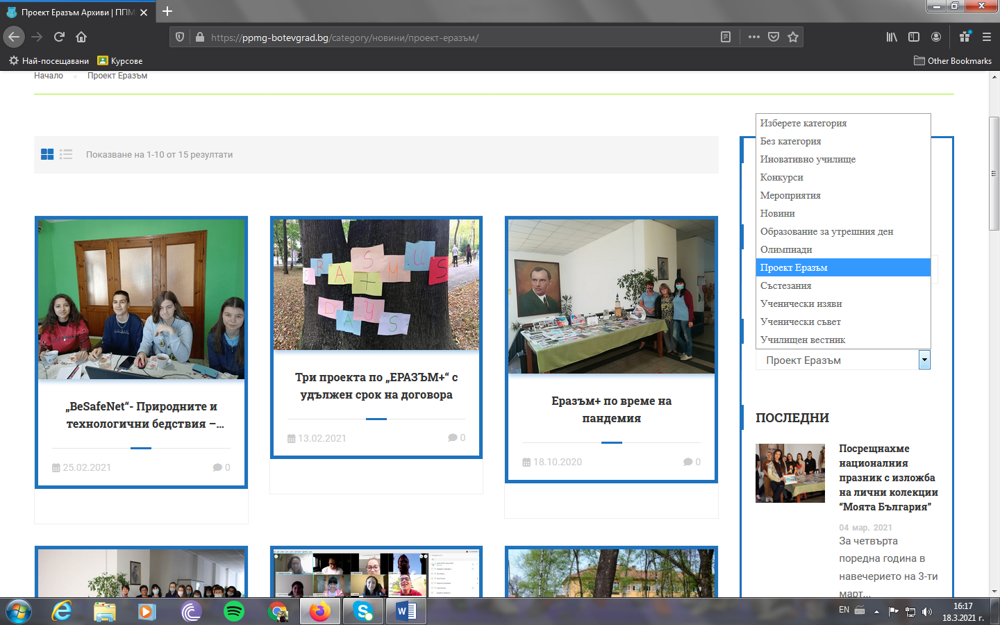 Проект Еразъм Архиви | ППМ
https://ppmg-botevgrad.bg/category/новини/проект-еразъм/
Най-посещавани
Курсове
Other Bookmarks
Начало
Проект Еразъм
Показване на 1-10 от 15 резултати
„BeSafeNet“- Природните и
технологични бедствия –...
25.02.2021
0
ERASMUS
+
DAYS
Три проекта по „ЕРАЗЪМ+“ с
удължен срок на договора
13.02.2021
0
Еразъм+ по време на
пандемия
18.10.2020
0
Изберете категория
Без категория
Иновативно училище
Конкурси
Мероприятия
Новини
Образование за утрешния ден
Олимпиади
Проект Еразъм
Състезания
Ученически изяви
Ученически съвет
Училищен вестник
Проект Еразъм
ПОСЛЕДНИ
Посрещнахме
националния
празник с изложба
на лични колекции
“Моята България”
04 мар. 2021
За четвърта
поредна година в
навечерието на 3-ти
март...
EN
16:17
18.3.2021 г.